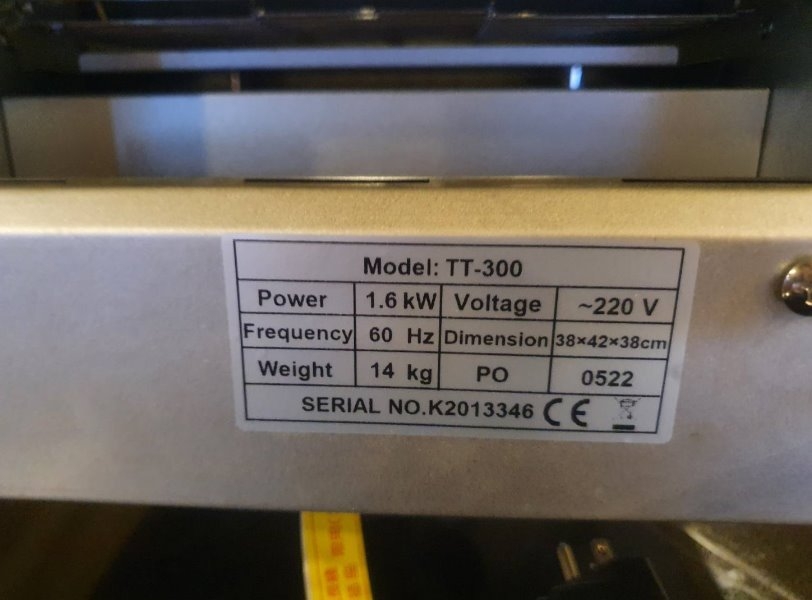 Model: TT-300
Power 1.6 kW Voltage ~220 V
Frequency 60 Hz Dimension 38×42×38cm
Weight 14 kg PO 0522
SERIAL NO.K2013346 CE